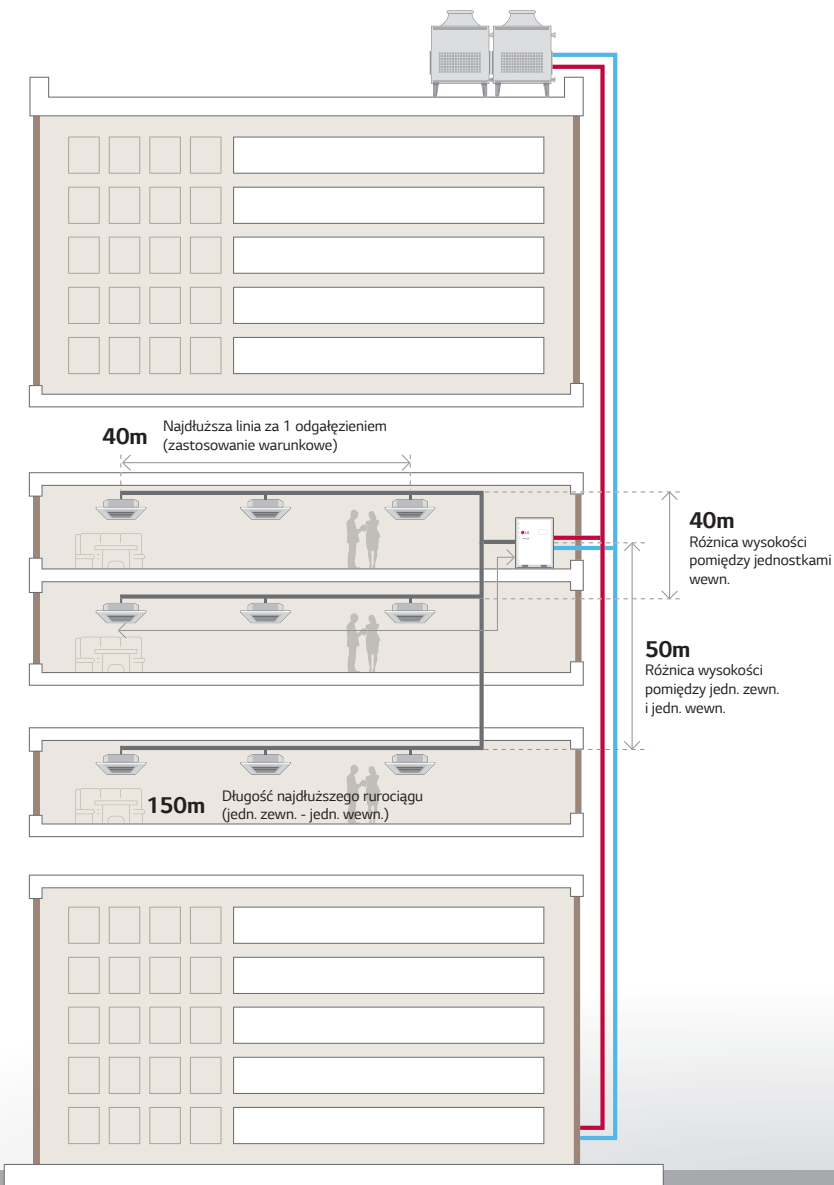 40m
Najdłuższa linia za 1 odgałęzieniem
(zastosowanie warunkowe)
LG
40m
Różnica wysokości
pomiędzy jednostkami
wewn.
50m
Różnica wysokości
pomiędzy jedn. zewn.
i jedn. wewn.
150m
Długość najdłuższego rurociągu
(jedn. zewn. - jedn. wewn.)